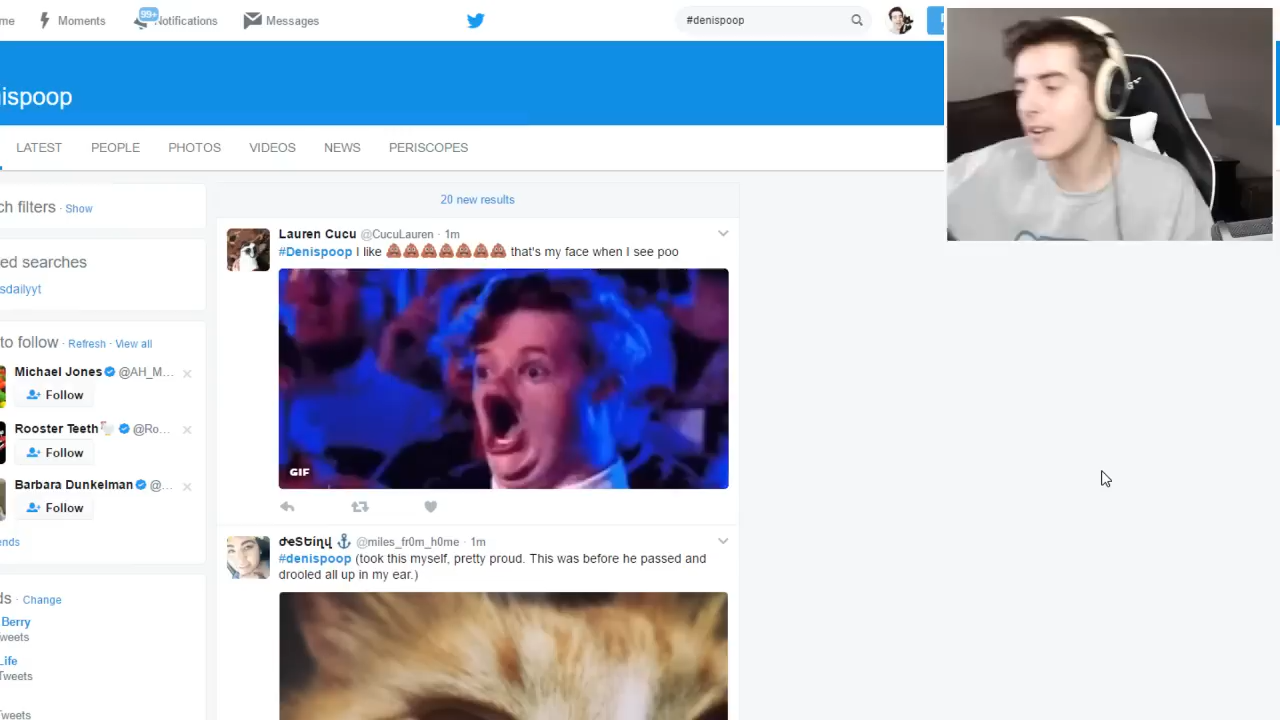 me Moments 99+ Notifications Messages #denispoop
ispoop
LATEST PEOPLE PHOTOS VIDEOS NEWS PERISCOPES
ch filters · Show
ed searches
sdailyyt
to follow · Refresh · View all
Michael Jones @AH_M...
Follow
Rooster Teeth @Ro...
Follow
Barbara Dunkelman @...
Follow
ends
ds · Change
Berry
weets
Life
Tweets
Tweets
20 new results
Lauren Cucu @CucuLauren · 1m
#Denispoop I like 💩💩💩💩💩💩💩 that's my face when I see poo
GIF
@miles_fr0m_h0me · 1m
#denispoop (took this myself, pretty proud. This was before he passed and
drooled all up in my ear.)